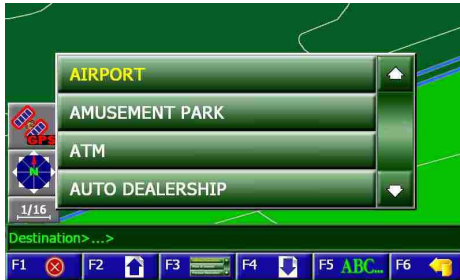 AIRPORT
AMUSEMENT PARK
ATM
AUTO DEALERSHIP
GPS
N
1/16
Destination>...>
F1 F2 F3 F4 F5 ABC... F6